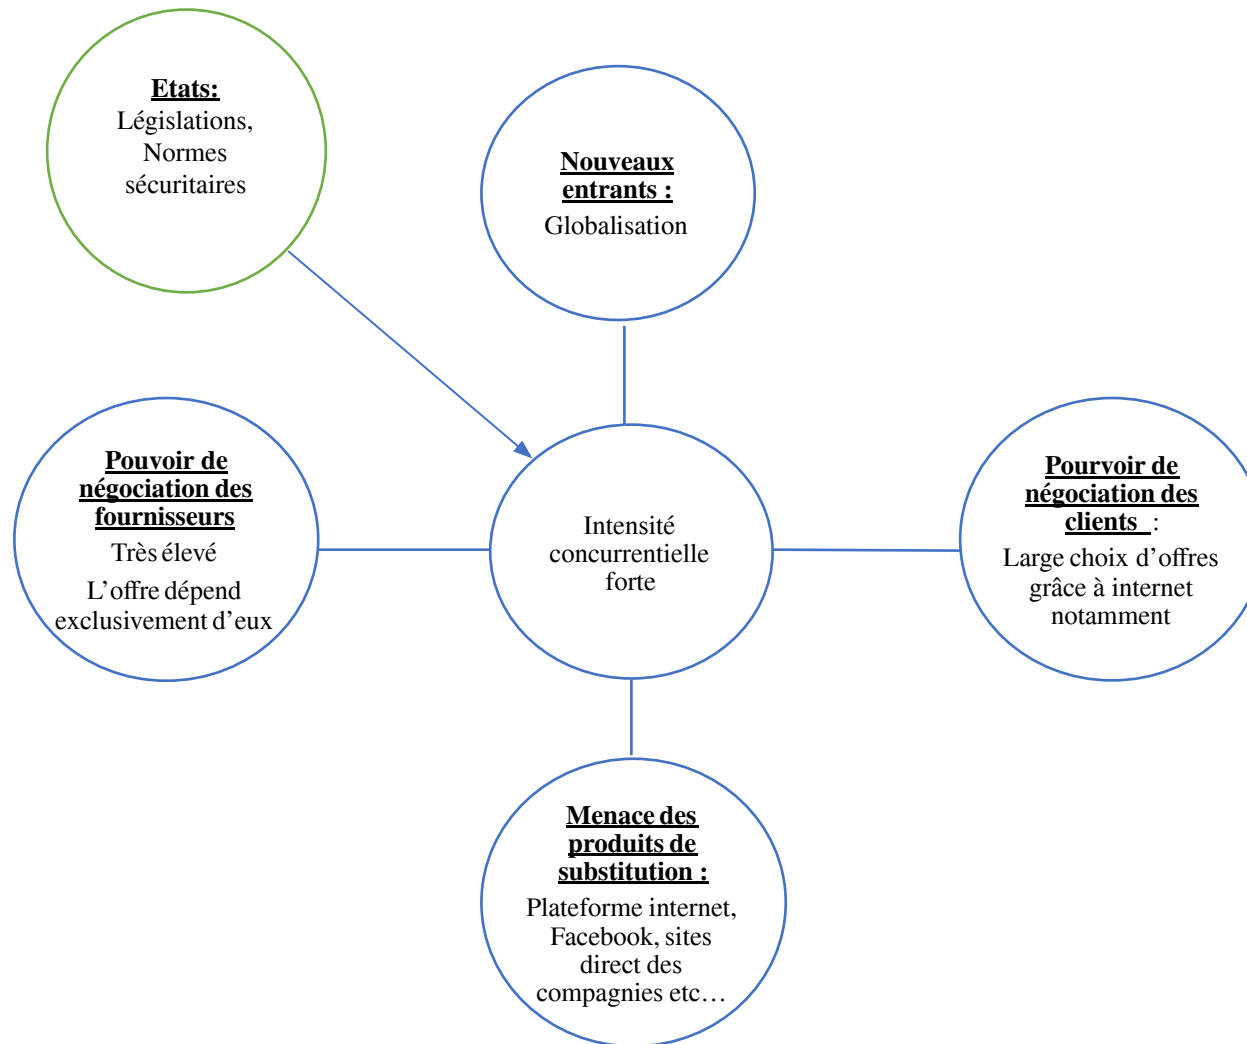 Etats:
Législations,
Normes
sécuritaires
Nouveaux
entrants :
Globalisation
Pouvoir de
négociation des
fournisseurs
Très élevé
L’offre dépend
exclusivement d’eux
Intensité
concurrentielle
forte
Pourvoir de
négociation des
clients :
Large choix d’offres
grâce à internet
notamment
Menace des
produits de
substitution :
Plateforme internet,
Facebook, sites
direct des
compagnies etc…